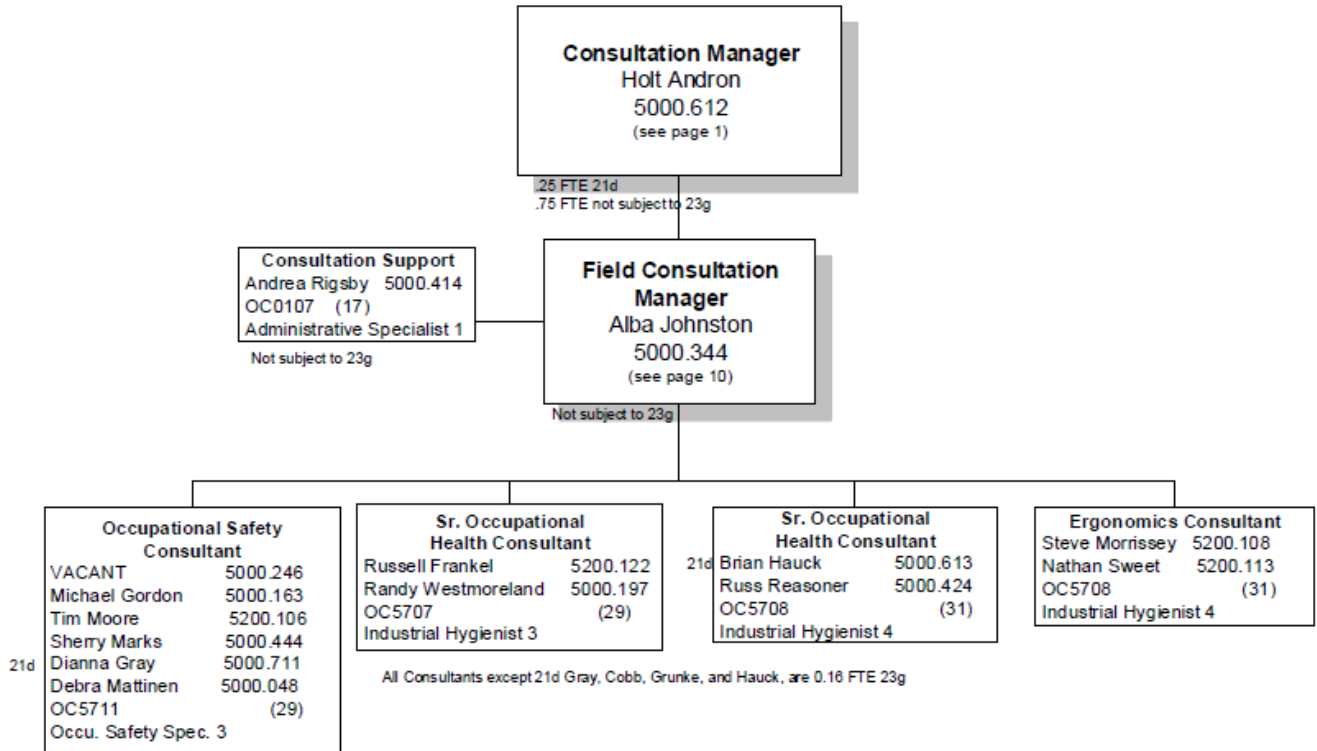 Consultation Manager
Holt Andron
5000.612
(see page 1)
.25 FTE 21d
.75 FTE not subject to 23g
Consultation Support
Andrea Rigsby 5000.414
OC0107 (17)
Administrative Specialist 1
Not subject to 23g
Field Consultation
Manager
Alba Johnston
5000.344
(see page 10)
Not subject to 23g
Occupational Safety
Consultant
VACANT 5000.246
Michael Gordon 5000.163
Tim Moore 5200.106
Sherry Marks 5000.444
21d Dianna Gray 5000.711
Debra Mattinen 5000.048
OC5711 (29)
Occu. Safety Spec. 3
Sr. Occupational
Health Consultant
Russell Frankel 5200.122
Randy Westmoreland 5000.197
OC5707 (29)
Industrial Hygienist 3
Sr. Occupational
Health Consultant
21d Brian Hauck 5000.613
Russ Reasoner 5000.424
OC5708 (31)
Industrial Hygienist 4
Ergonomics Consultant
Steve Morrissey 5200.108
Nathan Sweet 5200.113
OC5708 (31)
Industrial Hygienist 4
All Consultants except 21d Gray, Cobb, Grunke, and Hauck, are 0.16 FTE 23g